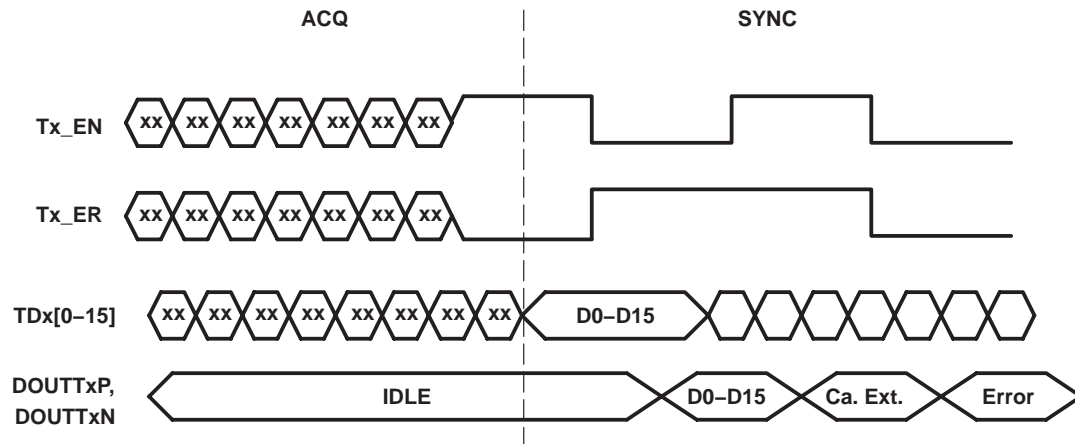 ACQ SYNC
Tx_EN xx xx xx xx xx xx xx
Tx_ER xx xx xx xx xx xx xx
TDx[0–15] xx xx xx xx xx xx xx xx D0–D15
DOUTTxP,
DOUTTxN IDLE D0–D15 Ca. Ext. Error